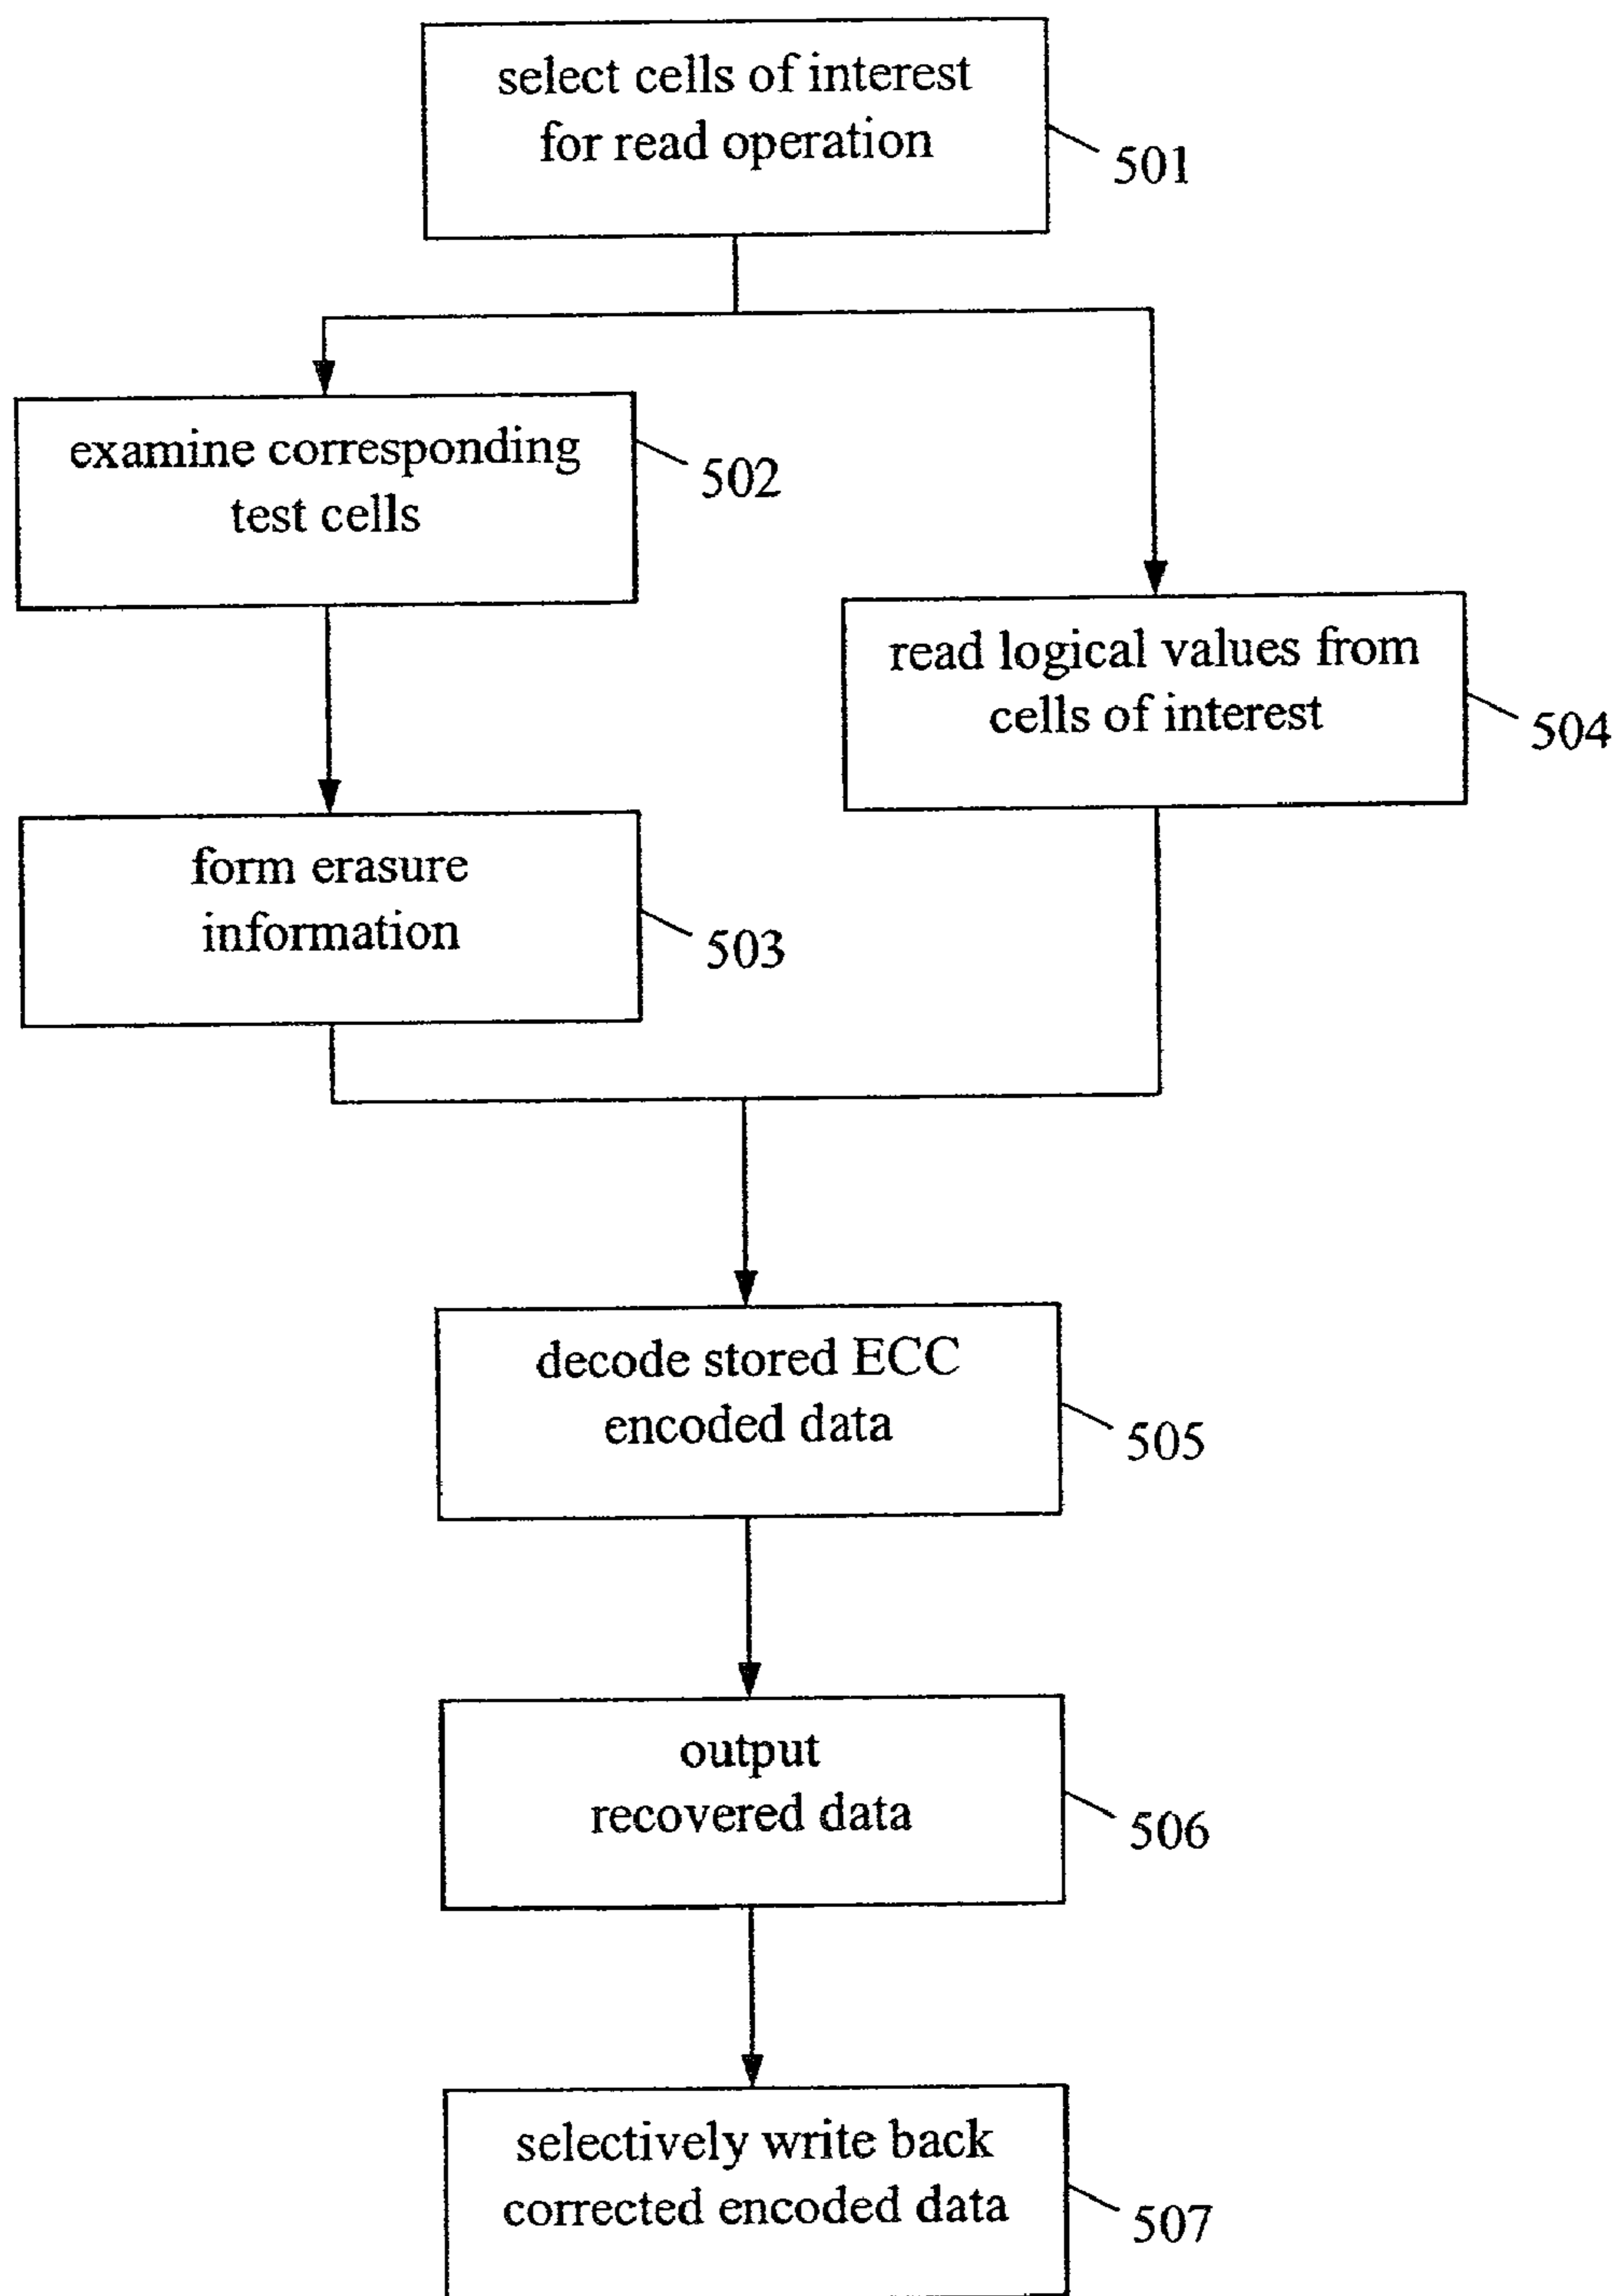 select cells of interest
for read operation
501
examine corresponding
test cells
502
read logical values from
cells of interest
504
form erasure
information
503
decode stored ECC
encoded data
505
output
recovered data
506
selectively write back
corrected encoded data
507